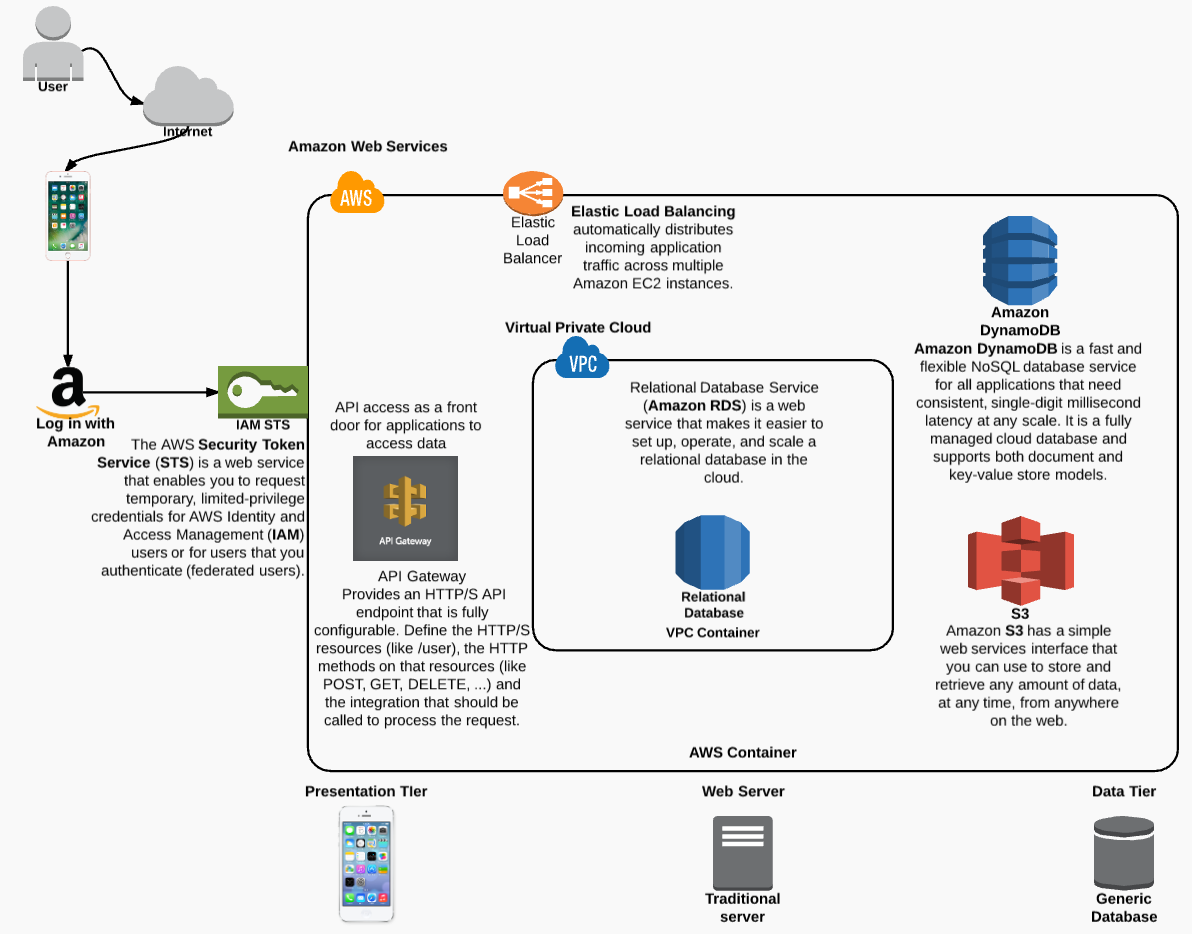 User
Internet
Amazon Web Services
AWS
Elastic
Load
Balancer
Elastic Load Balancing
automatically distributes
incoming application
traffic across multiple
Amazon EC2 instances.
Amazon
DynamoDB
Amazon DynamoDB is a fast and
flexible NoSQL database service
for all applications that need
consistent, single-digit millisecond
latency at any scale. It is a fully
managed cloud database and
supports both document and
key-value store models.
Virtual Private Cloud
VPC
Relational Database Service
(Amazon RDS) is a web
service that makes it easier to
set up, operate, and scale a
relational database in the
cloud.
Relational
Database
VPC Container
a
Log in with
Amazon
IAM STS
The AWS Security Token
Service (STS) is a web service
that enables you to request
temporary, limited-privilege
credentials for AWS Identity and
Access Management (IAM)
users or for users that you
authenticate (federated users).
API access as a front
door for applications to
access data
API Gateway
API Gateway
Provides an HTTP/S API
endpoint that is fully
configurable. Define the HTTP/S
resources (like /user), the HTTP
methods on that resources (like
POST, GET, DELETE, ...) and
the integration that should be
called to process the request.
S3
Amazon S3 has a simple
web services interface that
you can use to store and
retrieve any amount of data,
at any time, from anywhere
on the web.
AWS Container
Presentation TIer
Web Server
Data Tier
Traditional
server
Generic
Database